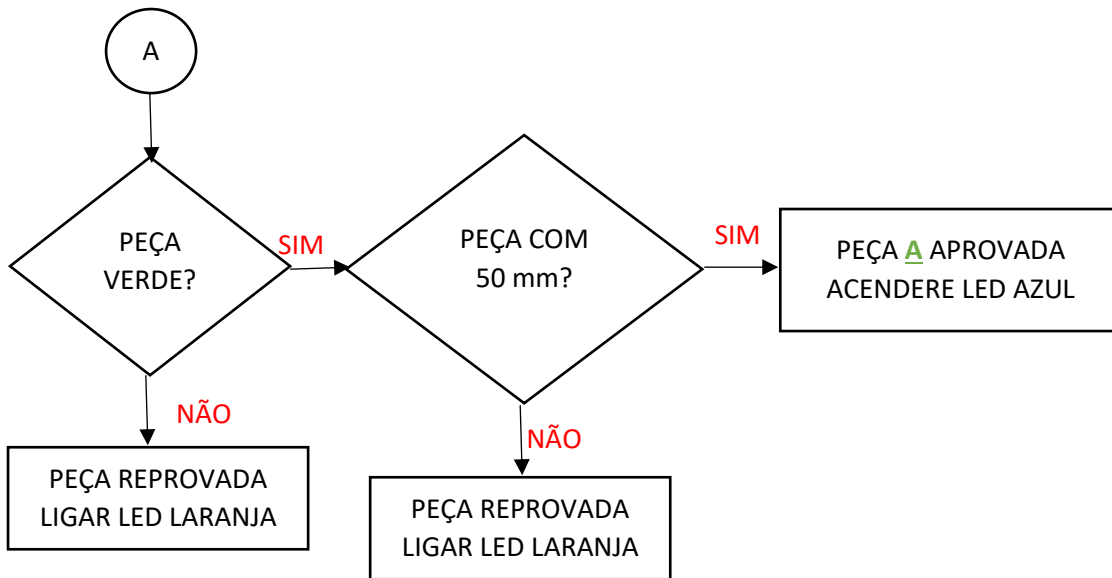 A
PEÇA
VERDE?
SIM
PEÇA COM
50 mm?
SIM
PEÇA A APROVADA
ACENDERE LED AZUL
NÃO
PEÇA REPROVADA
LIGAR LED LARANJA
NÃO
PEÇA REPROVADA
LIGAR LED LARANJA